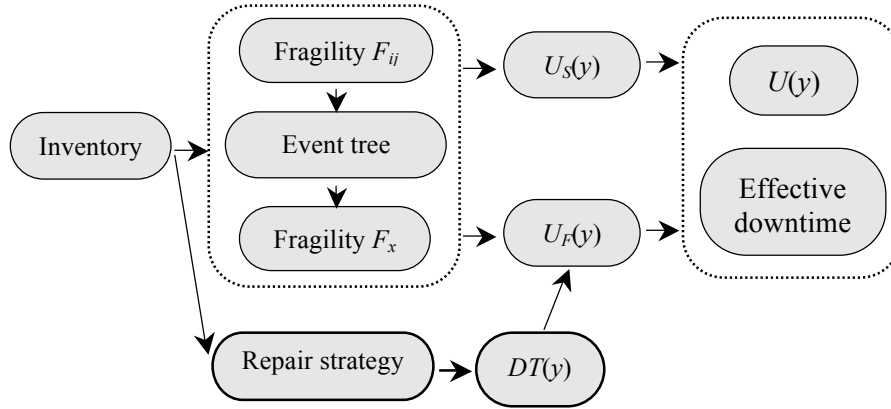 Inventory
Fragility F_ij
Event tree
Fragility F_x
Repair strategy
U_S(y)
U_F(y)
DT(y)
U(y)
Effective
downtime